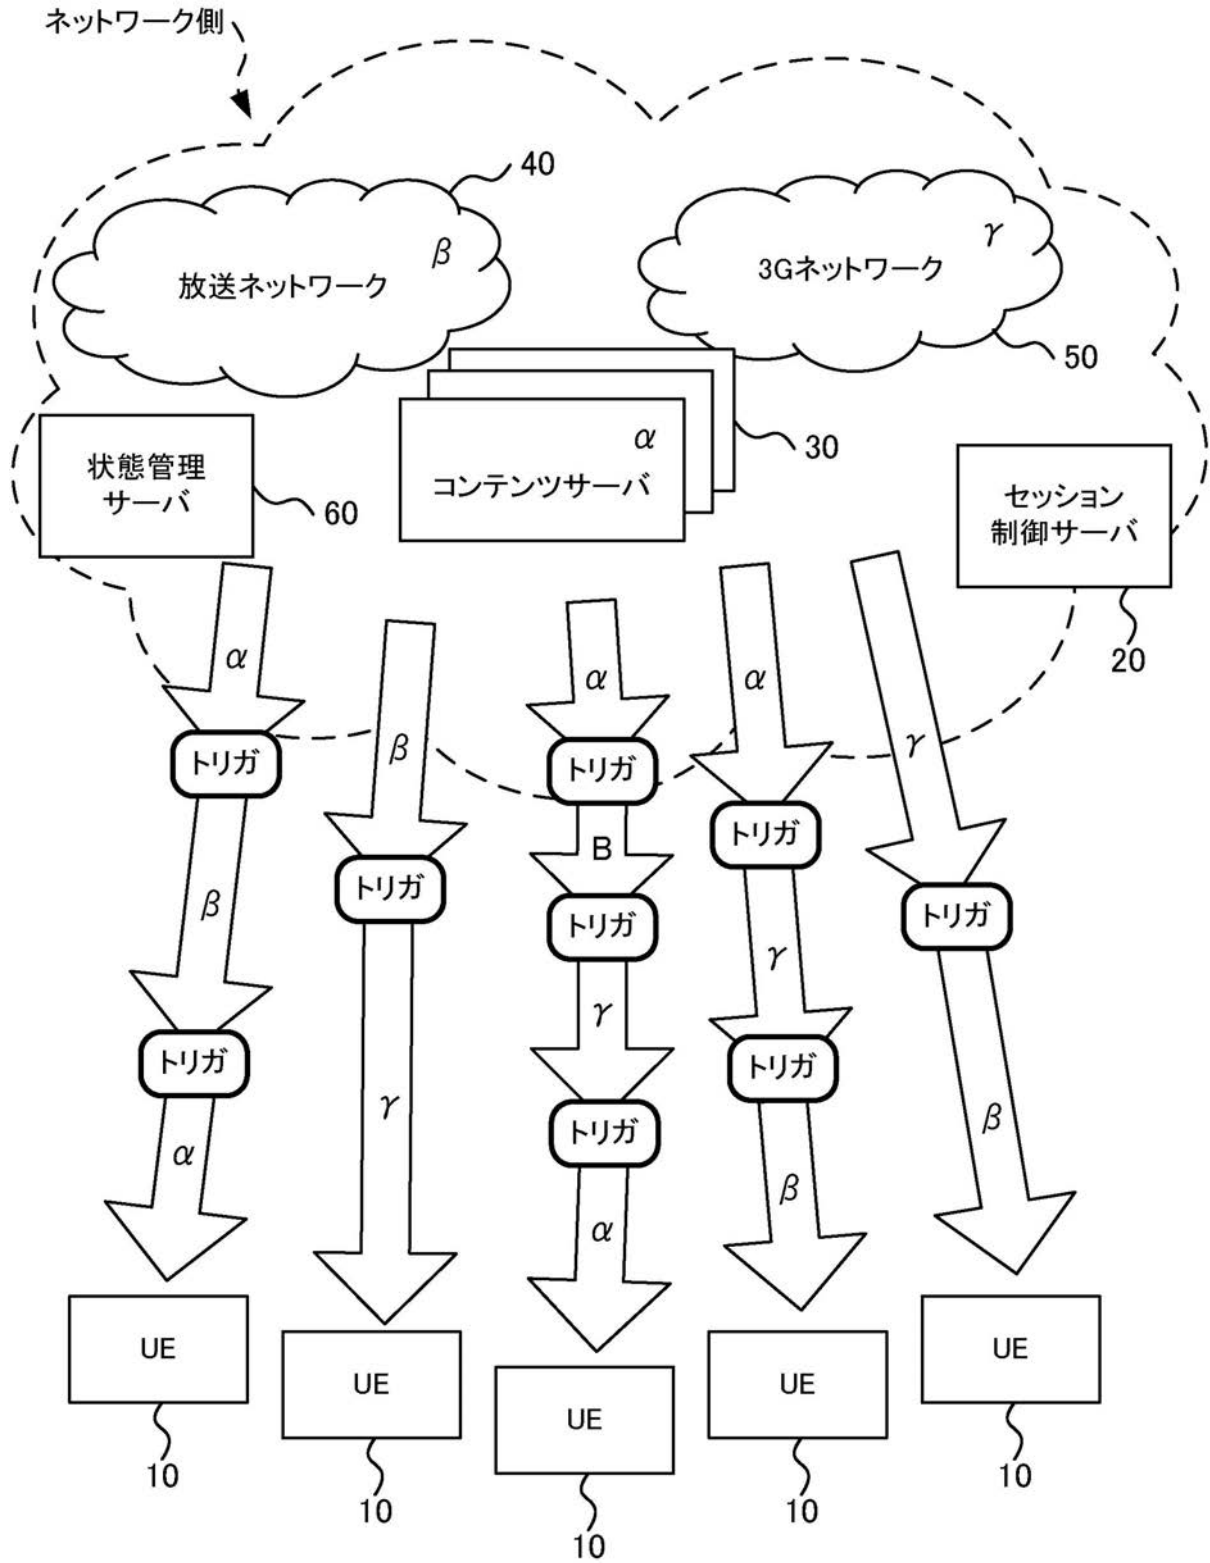 ネットワーク側
40
β
放送ネットワーク
γ
3Gネットワーク
50
α
コンテンツサーバ
30
状態管理
サーバ
60
セッション
制御サーバ
20
α
β
α
α
γ
トリガ
トリガ
トリガ
トリガ
トリガ
β
B
トリガ
γ
γ
トリガ
トリガ
γ
β
トリガ
α
α
β
UE
UE
UE
UE
UE
10
10
10
10
10